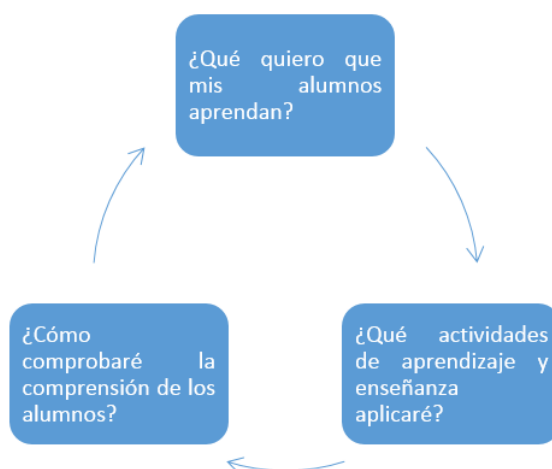 ¿Qué quiero que
mis alumnos
aprendan?
¿Qué actividades
de aprendizaje y
enseñanza
aplicaré?
¿Cómo
comprobaré la
comprensión de los
alumnos?